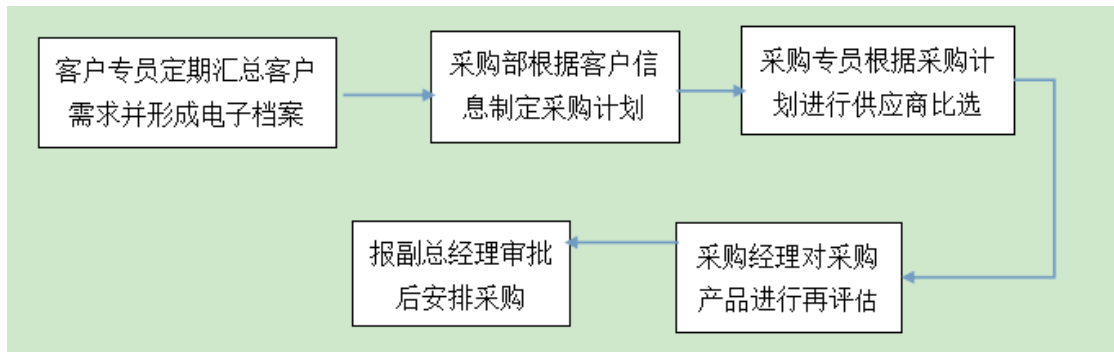 客户专员定期汇总客户
需求并形成电子档案
采购部根据客户信
息制定采购计划
采购专员根据采购计
划进行供应商比选
采购经理对采购
产品进行再评估
报副总经理审批
后安排采购